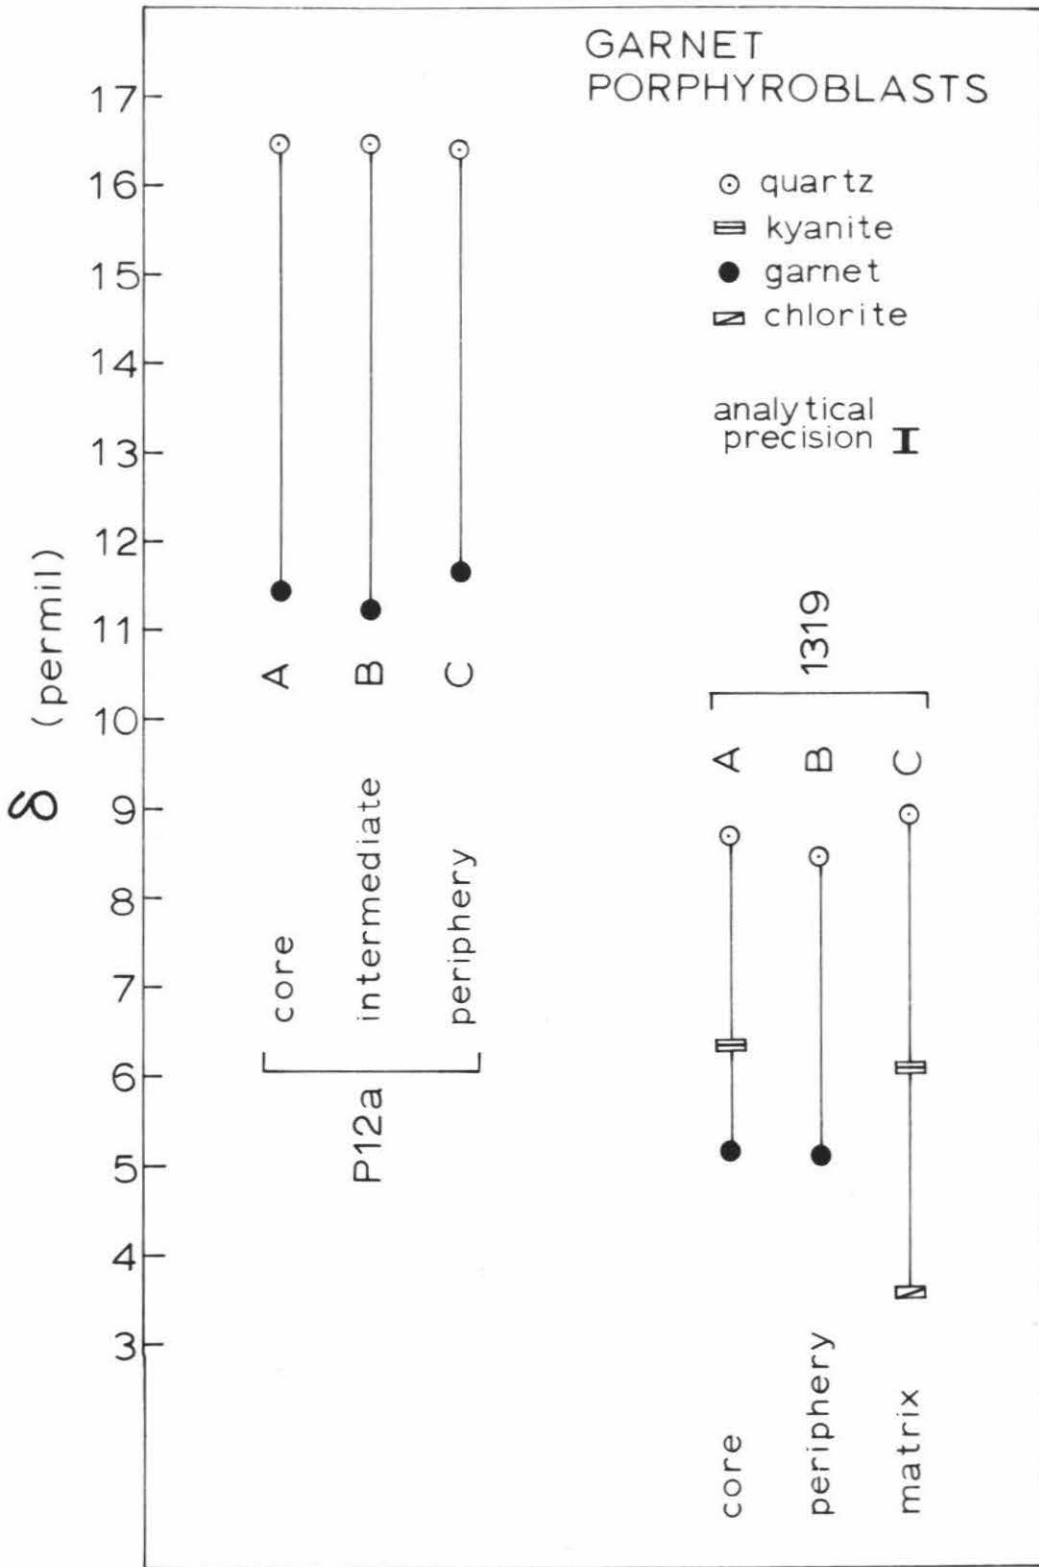 GARNET
PORPHYROBLASTS
quartz
kyanite
garnet
chlorite
analytical
precision
δ (permil)
17
16
15
14
13
12
11
10
9
8
7
6
5
4
3
A
B
C
core
intermediate
periphery
P12a
1319
A
B
C
core
periphery
matrix